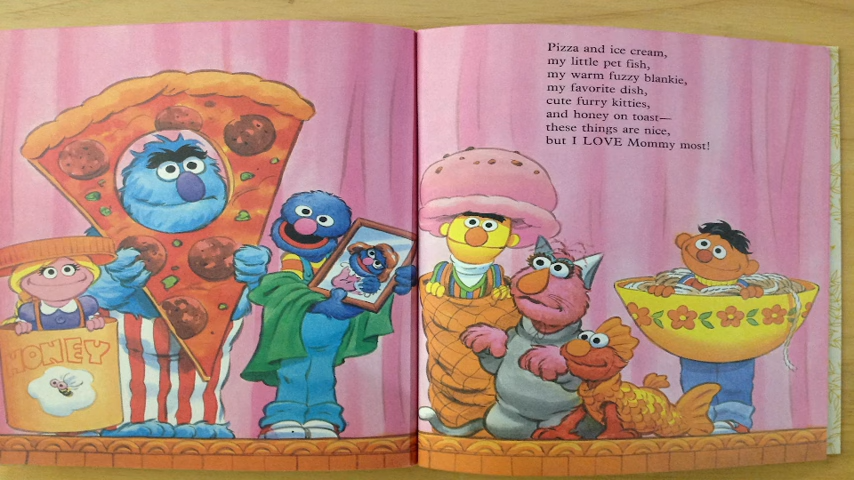 HONEY
Pizza and ice cream,
my little pet fish,
my warm fuzzy blankie,
my favorite dish,
cute furry kitties,
and honey on toast—
these things are nice,
but I LOVE Mommy most!